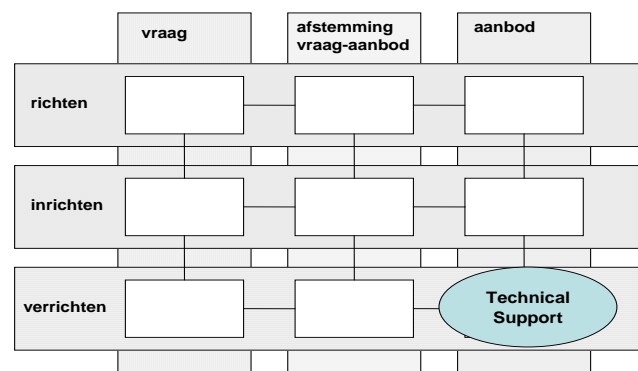 vraag
afstemming
vraag-aanbod
aanbod
richten
inrichten
verrichten
Technical
Support